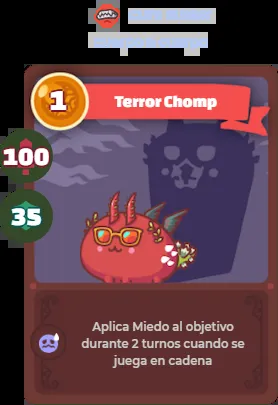 1
Terror Chomp
100
35
Aplica Miedo al objetivo
durante 2 turnos cuando se
juega en cadena